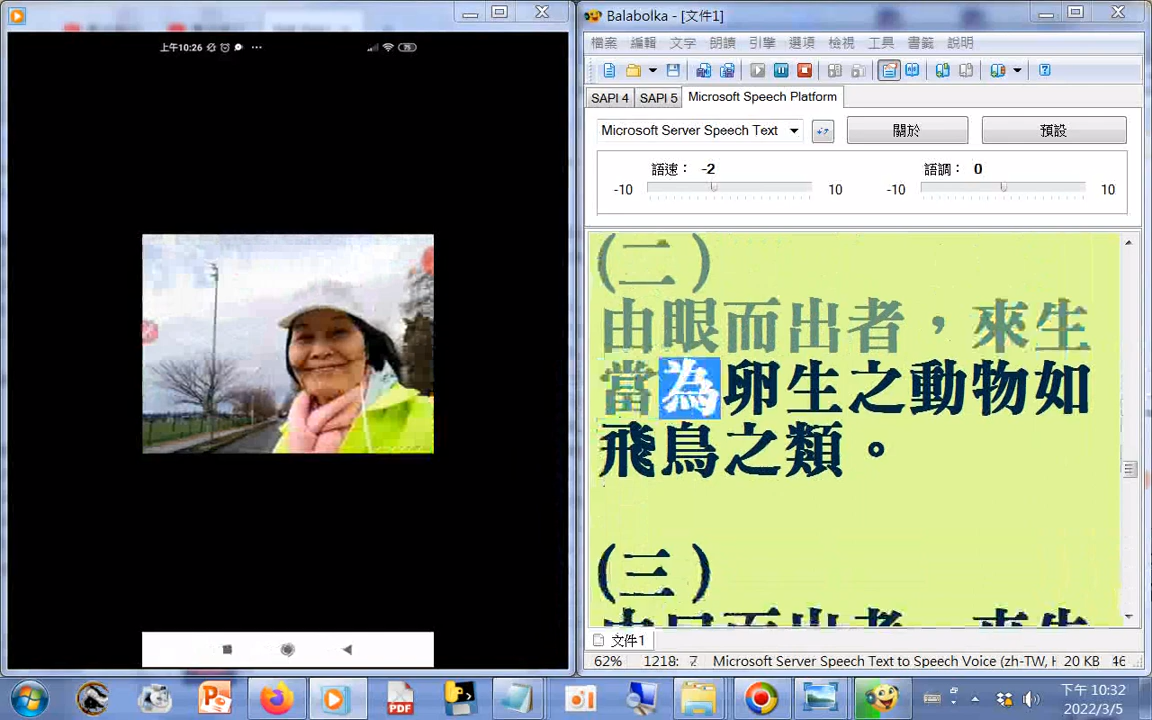 上午10:26
75
Balabolka - [文件1]
檔案 編輯 文字 朗讀 引擎 選項 檢視 工具 書籤 說明
SAPI 4 SAPI 5 Microsoft Speech Platform
Microsoft Server Speech Text 關於 預設
語速： -2 語調： 0
-10 10 -10 10
(二)
由眼而出者，來生
當為卵生之動物如
飛鳥之類。
(三)
文件1
62% 1218: 7 Microsoft Server Speech Text to Speech Voice (zh-TW, H 20 KB 46
PDF
下午 10:32
2022/3/5